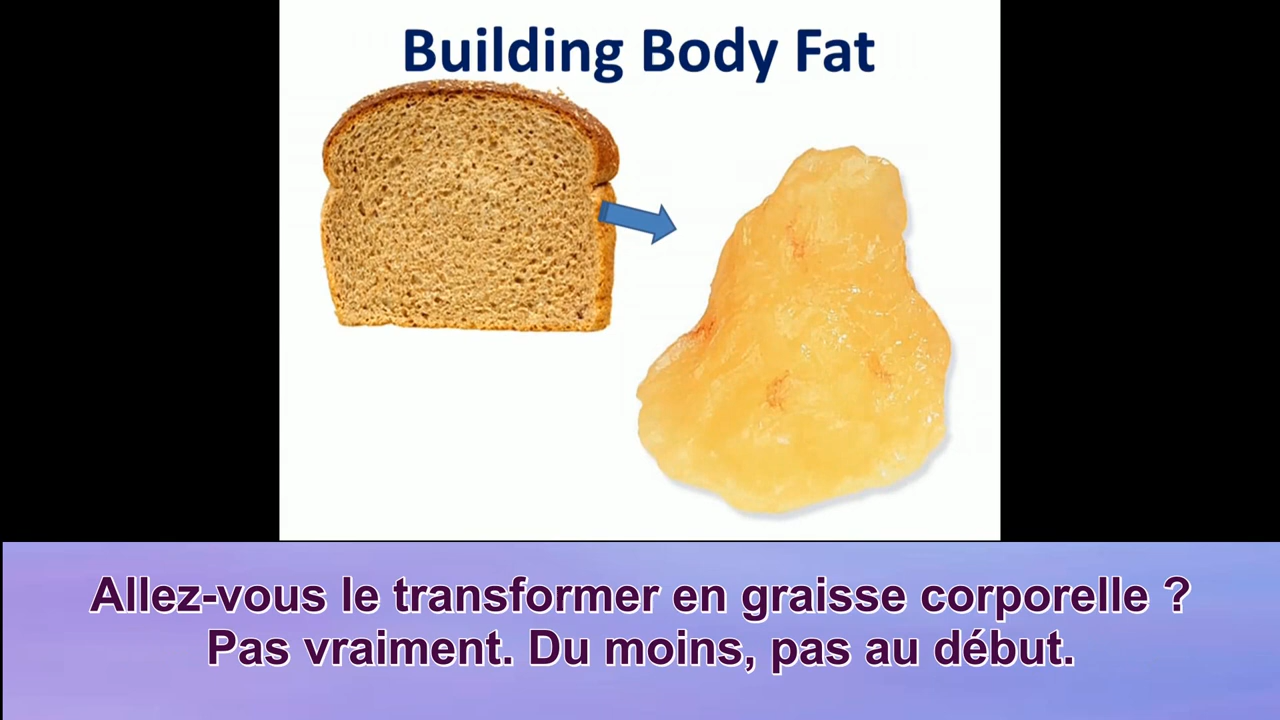 Building Body Fat
Allez-vous le transformer en graisse corporelle ?
Pas vraiment. Du moins, pas au début.